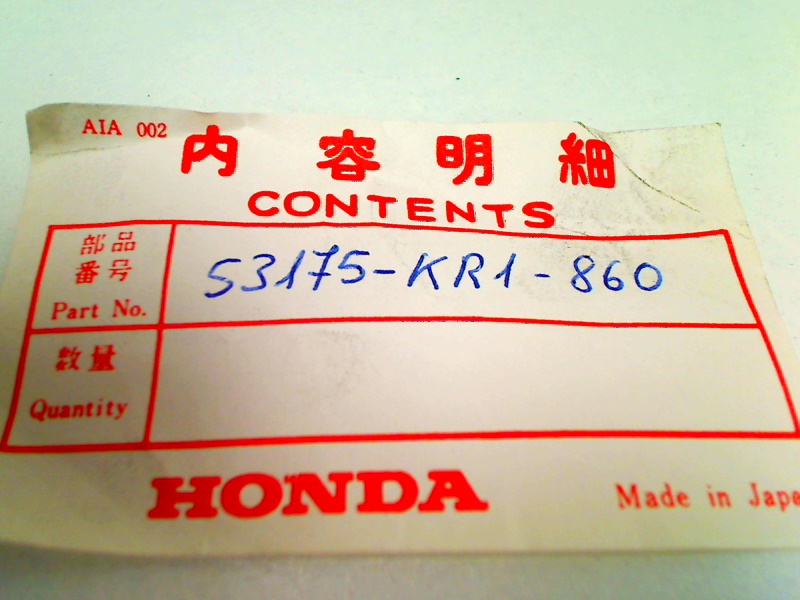 AIA 002
内容明細
CONTENTS
部品
番号
Part No.
53175-KR1-860
数量
Quantity
HONDA
Made in Japa